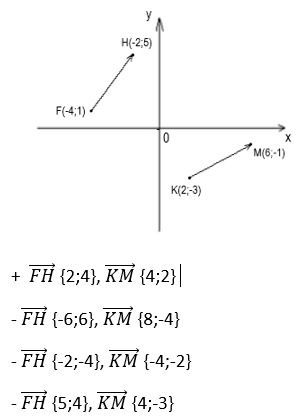 y
H(-2;5)
F(-4;1)
0
x
M(6;-1)
K(2;-3)
+ FH {2;4}, KM {4;2}
- FH {-6;6}, KM {8;-4}
- FH {-2;-4}, KM {-4;-2}
- FH {5;4}, KM {4;-3}